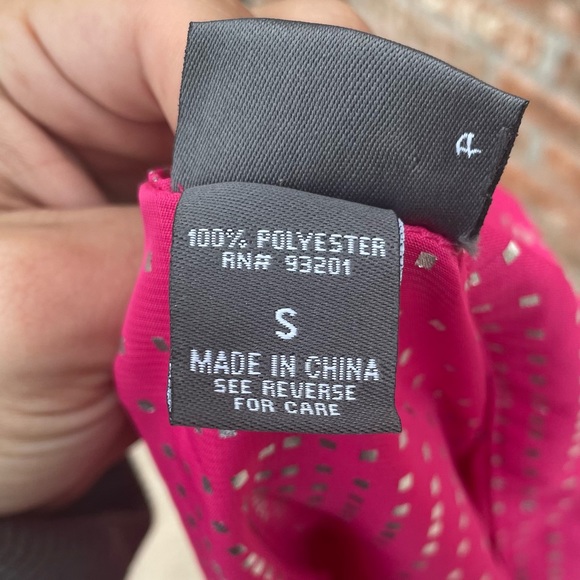 100% POLYESTER
RN# 93201
S
MADE IN CHINA
SEE REVERSE
FOR CARE